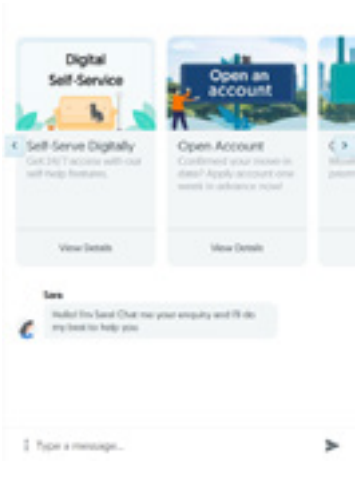 Digital
Self-Service
Open an
account
Self-Serve Digitally
Get 24/7 access with our
self-help features.
View Details
Open Account
Confirmed your move-in
date? Apply account one
week in advance now!
View Details
Sara
Hello! I'm Sara! Chat me your enquiry and I'll do
my best to help you.
Type a message...